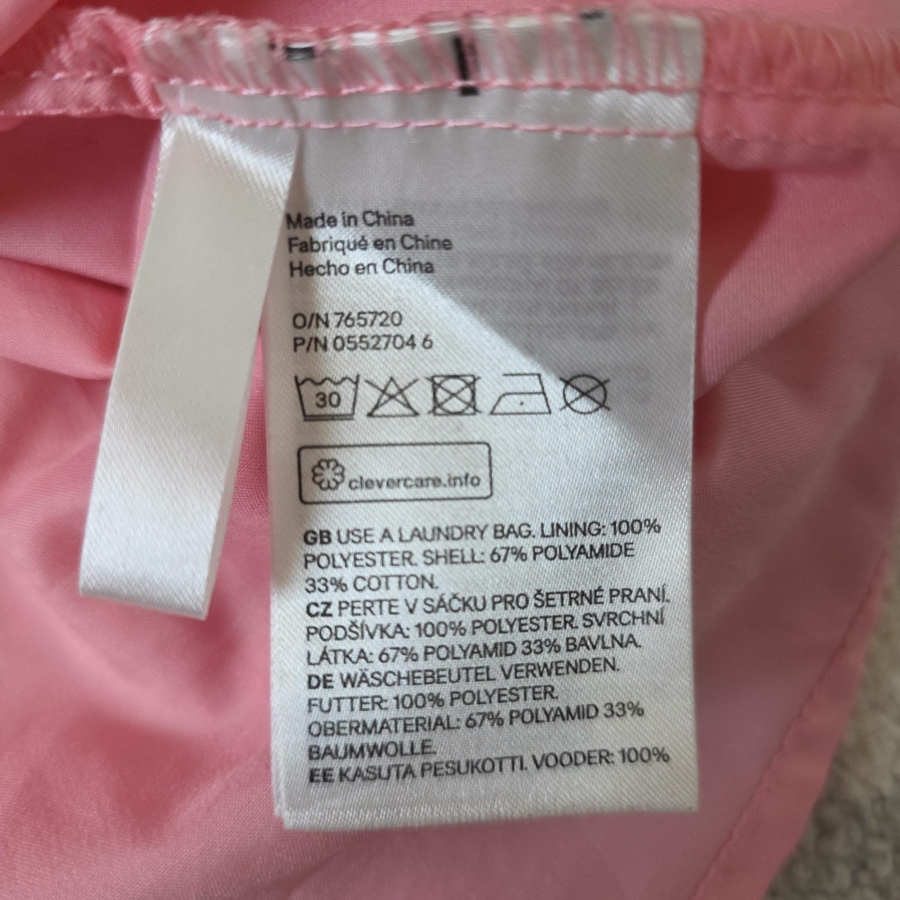 Made in China
Fabriqué en Chine
Hecho en China
O/N 765720
P/N 0552704 6
30
clevercare.info
GB USE A LAUNDRY BAG. LINING: 100%
POLYESTER. SHELL: 67% POLYAMIDE
33% COTTON.
CZ PERTE V SÁČKU PRO ŠETRNÉ PRANÍ.
PODŠÍVKA: 100% POLYESTER. SVRCHNÍ
LÁTKA: 67% POLYAMID 33% BAVLNA.
DE WÄSCHEBEUTEL VERWENDEN.
FUTTER: 100% POLYESTER.
OBERMATERIAL: 67% POLYAMID 33%
BAUMWOLLE.
EE KASUTA PESUKOTTI. VOODER: 100%